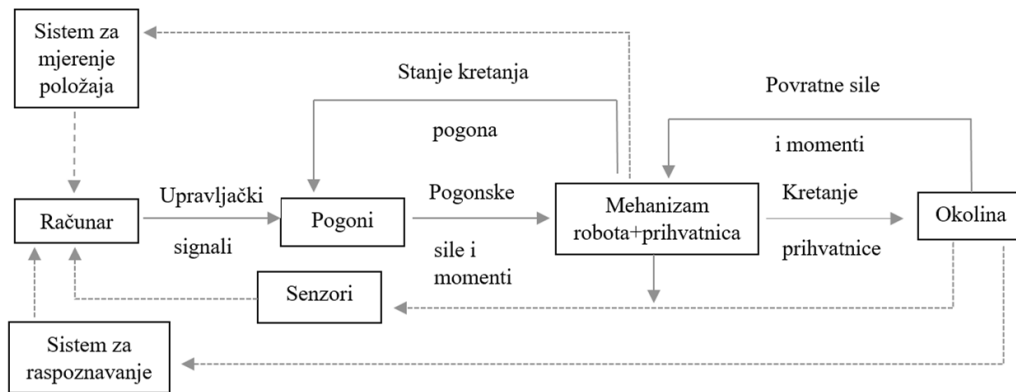 Sistem za
mjerenje
položaja
Stanje kretanja
pogona
Povratne sile
i momenti
Računar
Upravljački
signali
Pogoni
Pogonske
sile i
momenti
Mehanizam
robota+prihvatnica
Kretanje
prihvatnice
Okolina
Senzori
Sistem za
raspoznavanje